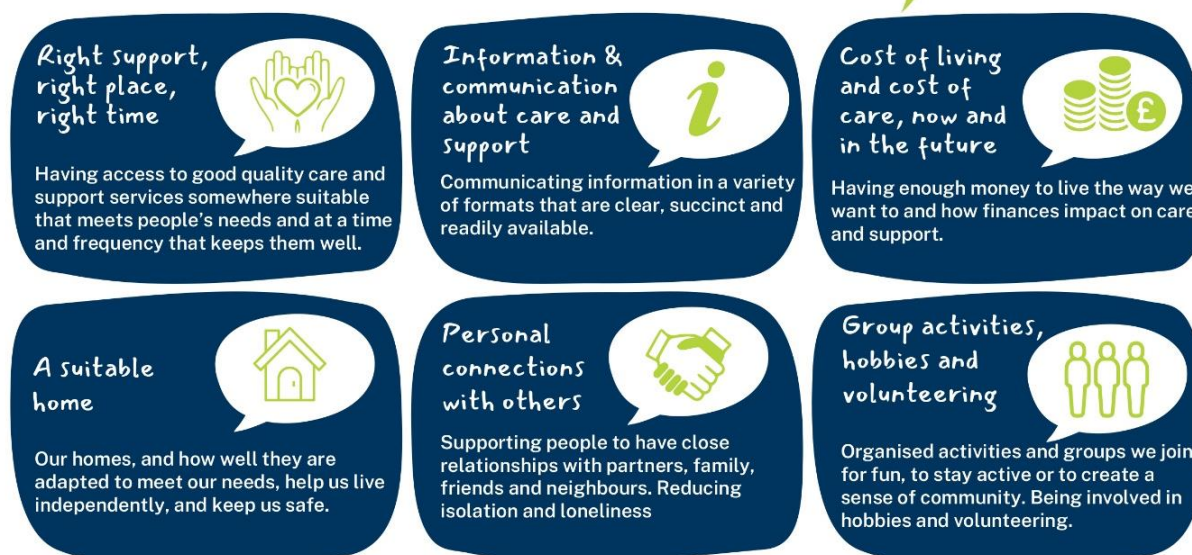 Right support,
right place,
right time
Having access to good quality care and
support services somewhere suitable
that meets people's needs and at a time
and frequency that keeps them well.
Information &
communication
about care and
support
i
Communicating information in a variety
of formats that are clear, succinct and
readily available.
Cost of living
and cost of
care, now and
in the future
£
Having enough money to live the way we
want to and how finances impact on care
and support.
A suitable
home
Our homes, and how well they are
adapted to meet our needs, help us live
independently, and keep us safe.
Personal
connections
with others
Supporting people to have close
relationships with partners, family,
friends and neighbours. Reducing
isolation and loneliness
Group activities,
hobbies and
volunteering
Organised activities and groups we join
for fun, to stay active or to create a
sense of community. Being involved in
hobbies and volunteering.